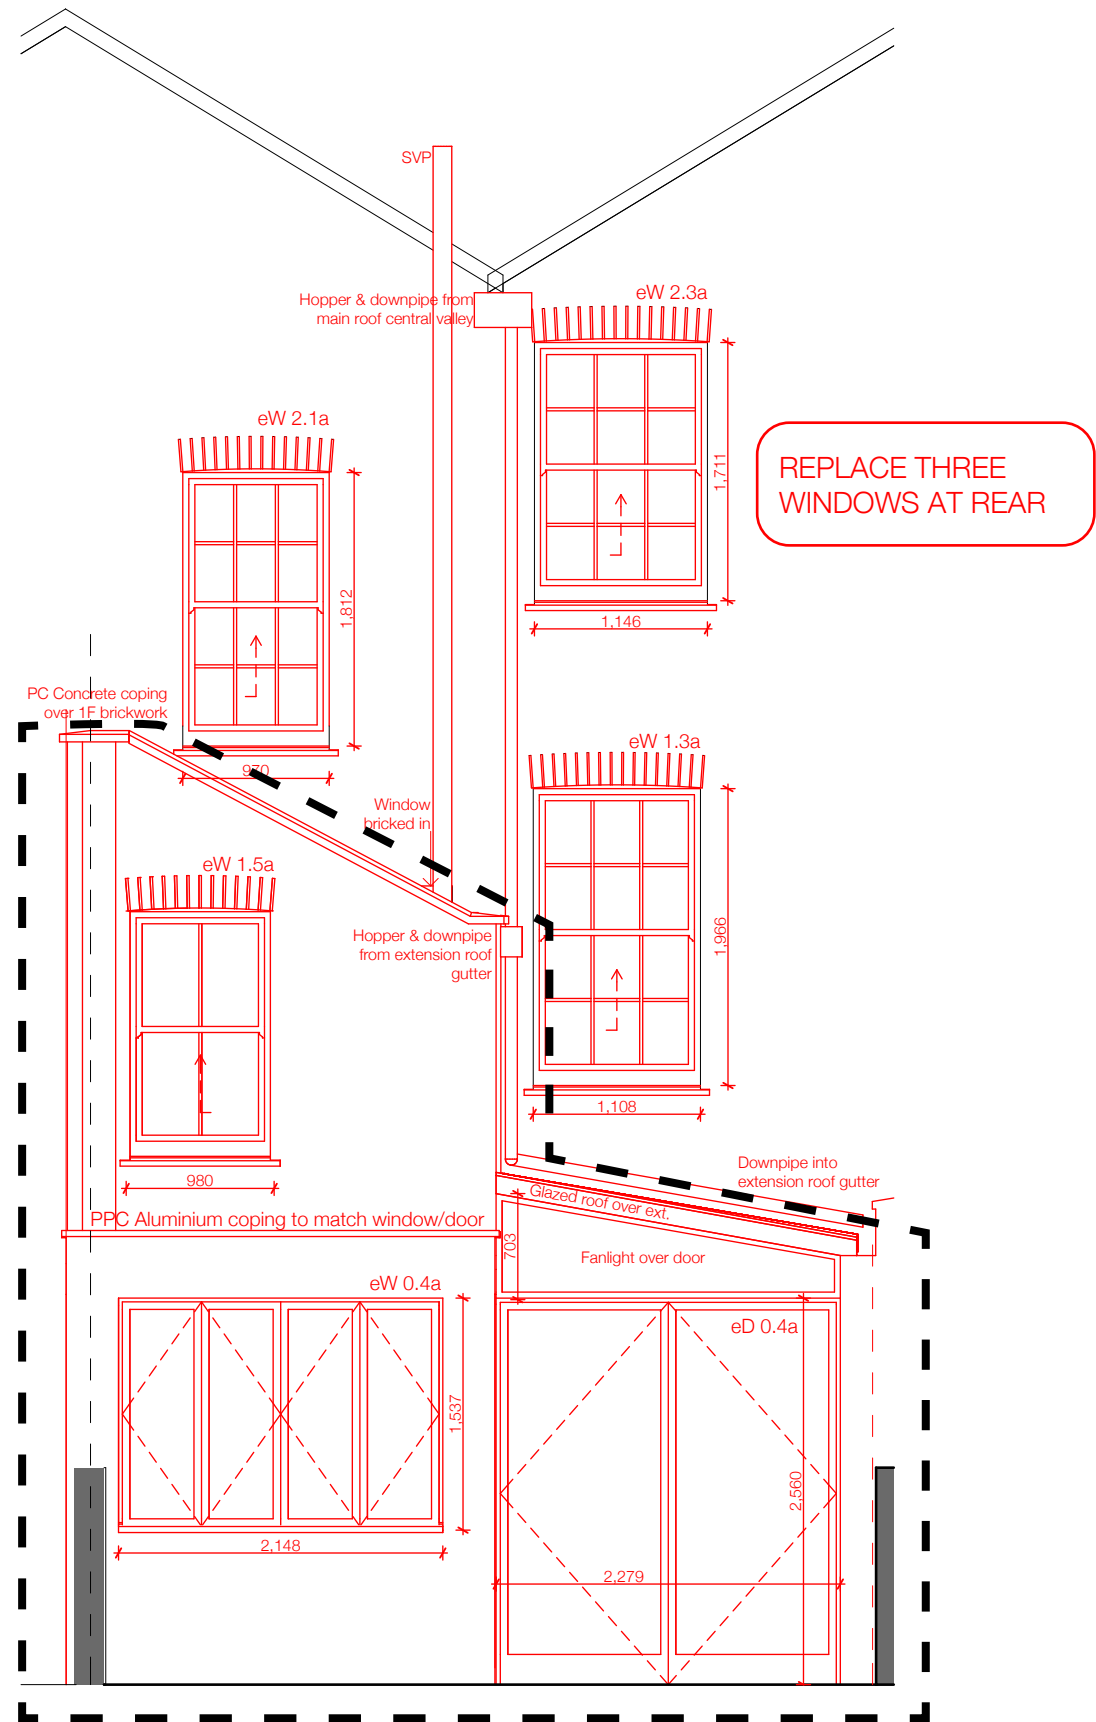 SVP
Hopper & downpipe from
main roof central valley
eW 2.3a
1,711
1,146
REPLACE THREE
WINDOWS AT REAR
eW 2.1a
1,812
970
PC Concrete coping
over 1F brickwork
Window
bricked in
eW 1.3a
1,966
1,108
eW 1.5a
980
Hopper & downpipe
from extension roof
gutter
Downpipe into
extension roof gutter
Glazed roof over ext.
PPC Aluminium coping to match window/door
703
Fanlight over door
eW 0.4a
1,537
2,148
eD 0.4a
2,560
2,279